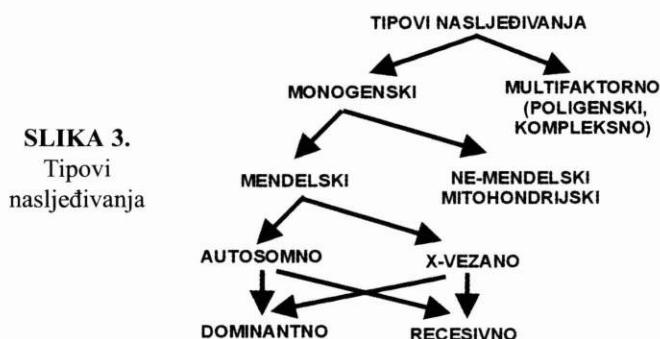 TIPOVI NASLJEĐIVANJA
MONOGENSKI
MULTIFAKTORNO
(POLIGENSKI,
KOMPLEKSNO)
SLIKA 3.
Tipovi
nasljeđivanja
MENDELSKI
NE-MENDELSKI
MITOHONDRIJSKI
AUTOSOMNO
X-VEZANO
DOMINANTNO
RECESIVNO